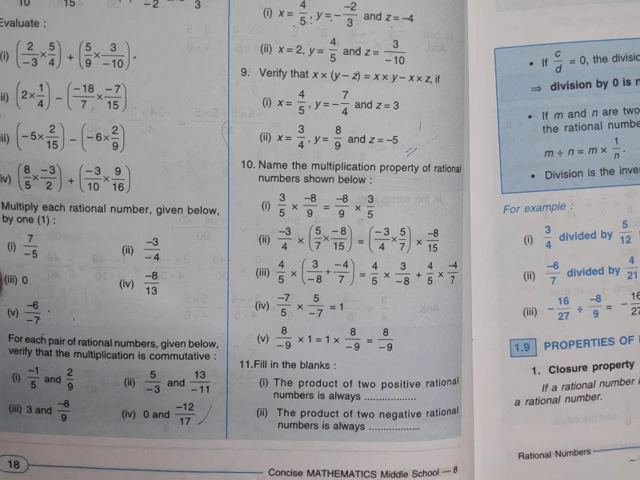 10
15
-2
3
Evaluate :
(i) (2/-3 × 5/4) + (5/9 × 3/-10).
ii) (2 × 1/4) − (-18/7 × -7/15)
iii) (−5 × 2/15) − (−6 × 2/9)
iv) (8/5 × -3/2) + (-3/10 × 9/16)
Multiply each rational number, given below,
by one (1) :
(i) 7/-5 (ii) -3/-4
(iii) 0 (iv) -8/13
(v) -6/-7
For each pair of rational numbers, given below,
verify that the multiplication is commutative :
(i) -1/5 and 2/9 (ii) 5/-3 and 13/-11
(iii) 3 and -8/9 (iv) 0 and -12/17
18
(i) x = 4/5, y = − -2/3 and z = −4
(ii) x = 2, y = 4/5 and z = 3/-10
9. Verify that x × (y − z) = x × y − x × z, if
(i) x = 4/5, y = − 7/4 and z = 3
(ii) x = 3/4, y = 8/9 and z = −5
10. Name the multiplication property of rational
numbers shown below :
(i) 3/5 × -8/9 = -8/9 × 3/5
(ii) -3/4 × (5/7 × -8/15) = (-3/4 × 5/7) × -8/15
(iii) 4/5 × (3/-8 + -4/7) = 4/5 × 3/-8 + 4/5 × -4/7
(iv) -7/5 × 5/-7 = 1
(v) 8/-9 × 1 = 1 × 8/-9 = 8/-9
11. Fill in the blanks :
(i) The product of two positive rational
numbers is always ..................
(ii) The product of two negative rational
numbers is always ..................
Concise MATHEMATICS Middle School — 8
• If c/d = 0, the
⇒ division by 0 is
• If m and n are two
the rational
m ÷ n = m × 1/n.
• Division is the
For example :
(i) 3/4 divided by 5/12
(ii) -6/7 divided by 4/21
(iii) − 16/27 ÷ -8/9 = −
1.9 PROPERTIES OF
1. Closure property
If a rational number
a rational number.
Rational Numbers